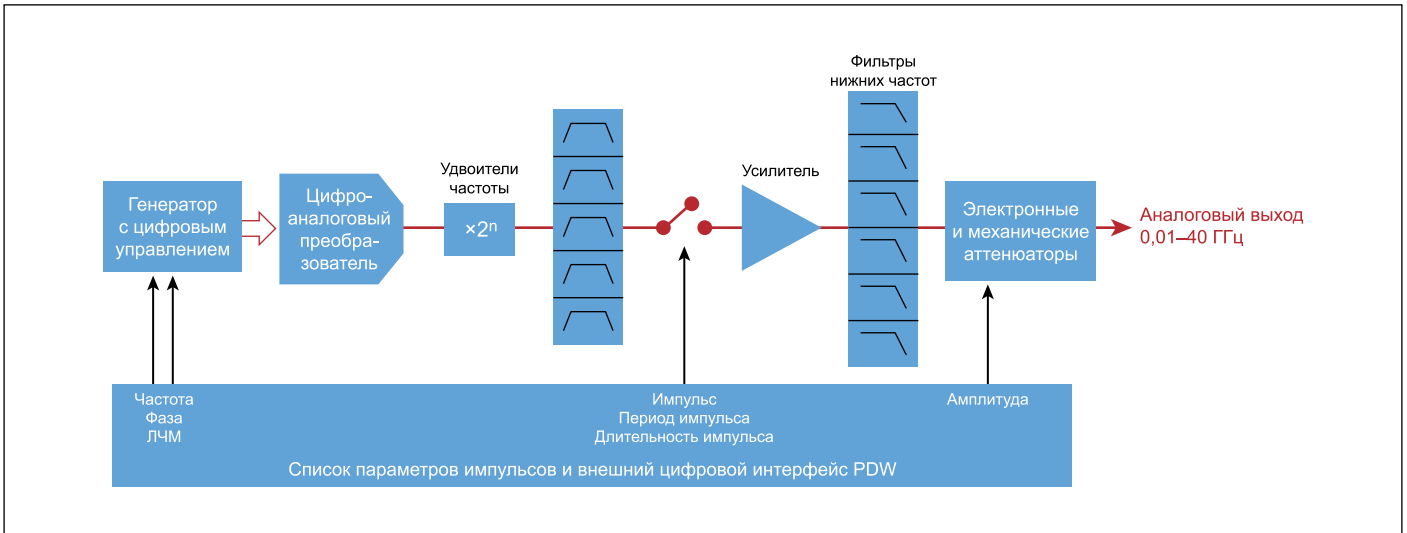 Фильтры
нижних частот
Удвоители
частоты
Усилитель
Генератор
с цифровым
управлением
Цифро-
аналоговый
преобра-
зователь
×2ⁿ
Электронные
и механические
аттенюаторы
Аналоговый выход
0,01–40 ГГц
Частота
Фаза
ЛЧМ
Импульс
Период импульса
Длительность импульса
Амплитуда
Список параметров импульсов и внешний цифровой интерфейс PDW